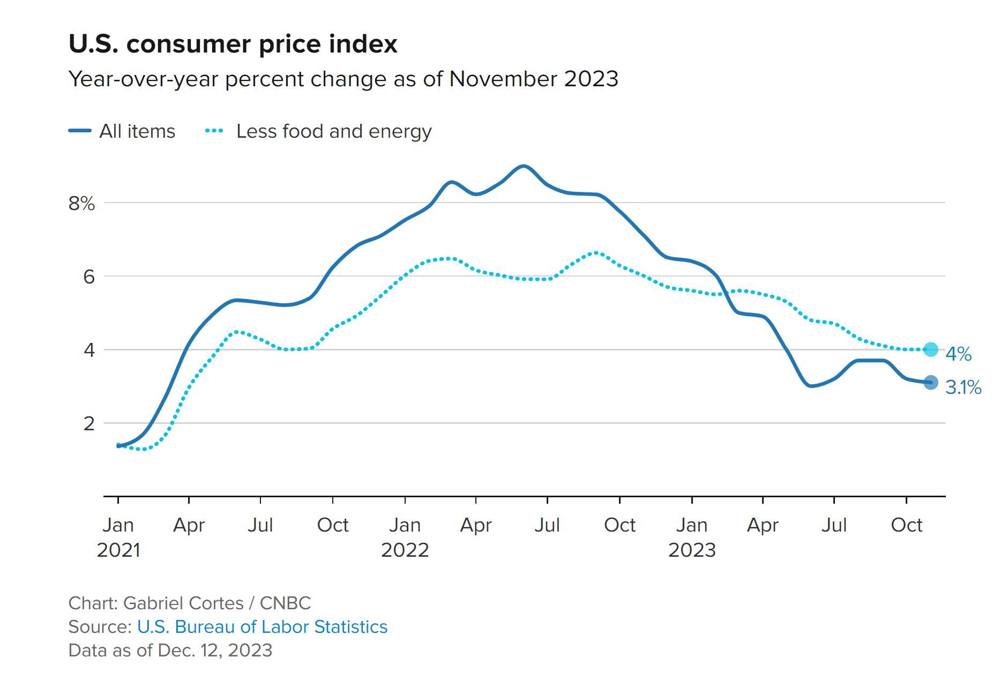 U.S. consumer price index
Year-over-year percent change as of November 2023
All items Less food and energy
8%
6
4
2
4%
3.1%
Jan Apr Jul Oct Jan Apr Jul Oct Jan Apr Jul Oct
2021 2022 2023
Chart: Gabriel Cortes / CNBC
Source: U.S. Bureau of Labor Statistics
Data as of Dec. 12, 2023